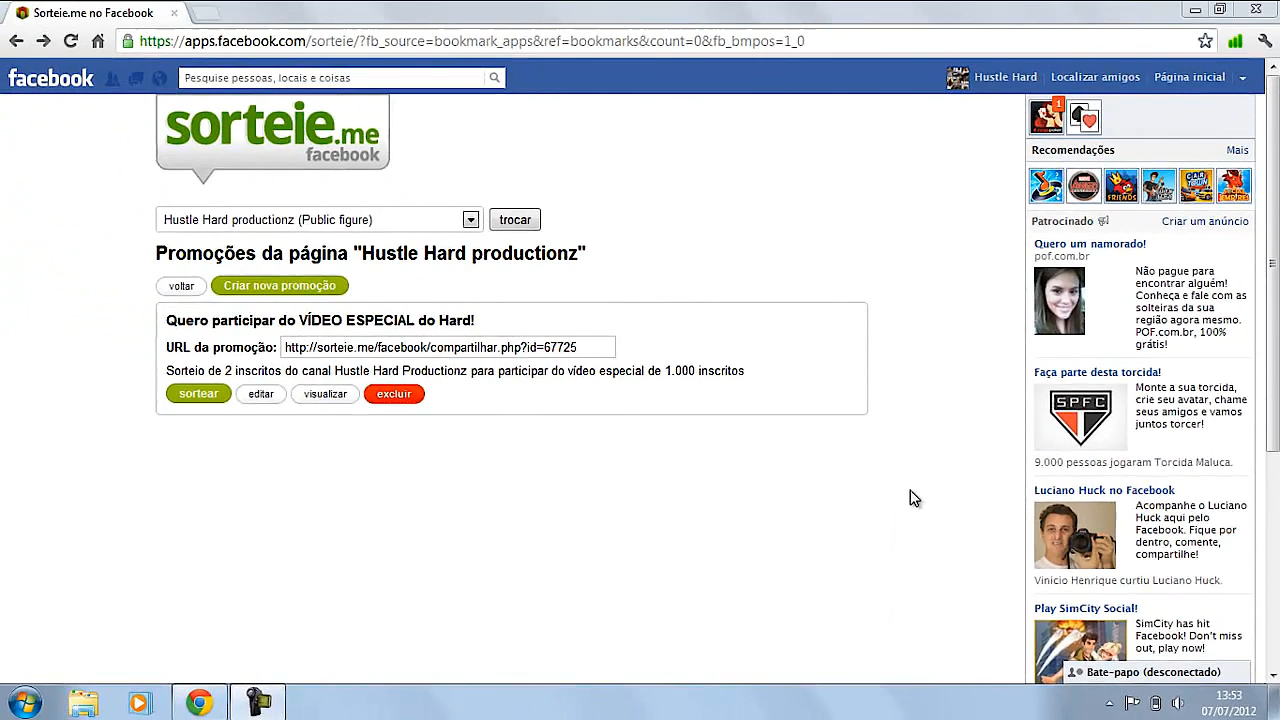 Sorteie.me no Facebook
https://apps.facebook.com/sorteie/?fb_source=bookmark_apps&ref=bookmarks&count=0&fb_bmpos=1_0
facebook
Pesquise pessoas, locais e coisas
Hustle Hard
Localizar amigos
Página inicial
sorteie.me
facebook
Hustle Hard productionz (Public figure)
trocar
Promoções da página "Hustle Hard productionz"
voltar
Criar nova promoção
Quero participar do VÍDEO ESPECIAL do Hard!
URL da promoção: http://sorteie.me/facebook/compartilhar.php?id=67725
Sorteio de 2 inscritos do canal Hustle Hard Productionz para participar do vídeo especial de 1.000 inscritos
sortear
editar
visualizar
excluir
1
Recomendações
Mais
FRIENDS
Patrocinado
Criar um anúncio
Quero um namorado!
pof.com.br
Não pague para
encontrar alguém!
Conheça e fale com as
solteiras da sua
região agora mesmo.
POF.com.br, 100%
grátis!
Faça parte desta torcida!
SPFC
Monte a sua torcida,
crie seu avatar, chame
seus amigos e vamos
juntos torcer!
9.000 pessoas jogaram Torcida Maluca.
Luciano Huck no Facebook
Acompanhe o Luciano
Huck aqui pelo
Facebook. Fique por
dentro, comente,
compartilhe!
Vinício Henrique curtiu Luciano Huck.
Play SimCity Social!
SimCity has hit
Facebook! Don't miss
out, play now!
Bate-papo (desconectado)
13:53
07/07/2012